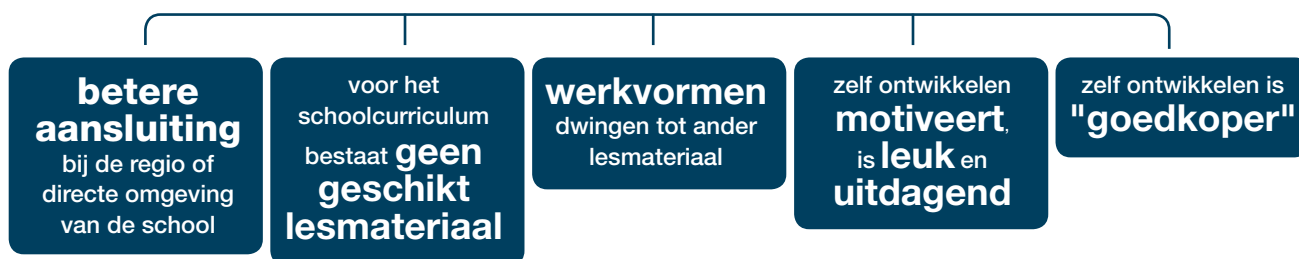 betere
aansluiting
bij de regio of
directe omgeving
van de school
voor het
schoolcurriculum
bestaat geen
geschikt
lesmateriaal
werkvormen
dwingen tot ander
lesmateriaal
zelf ontwikkelen
motiveert,
is leuk en
uitdagend
zelf ontwikkelen is
"goedkoper"